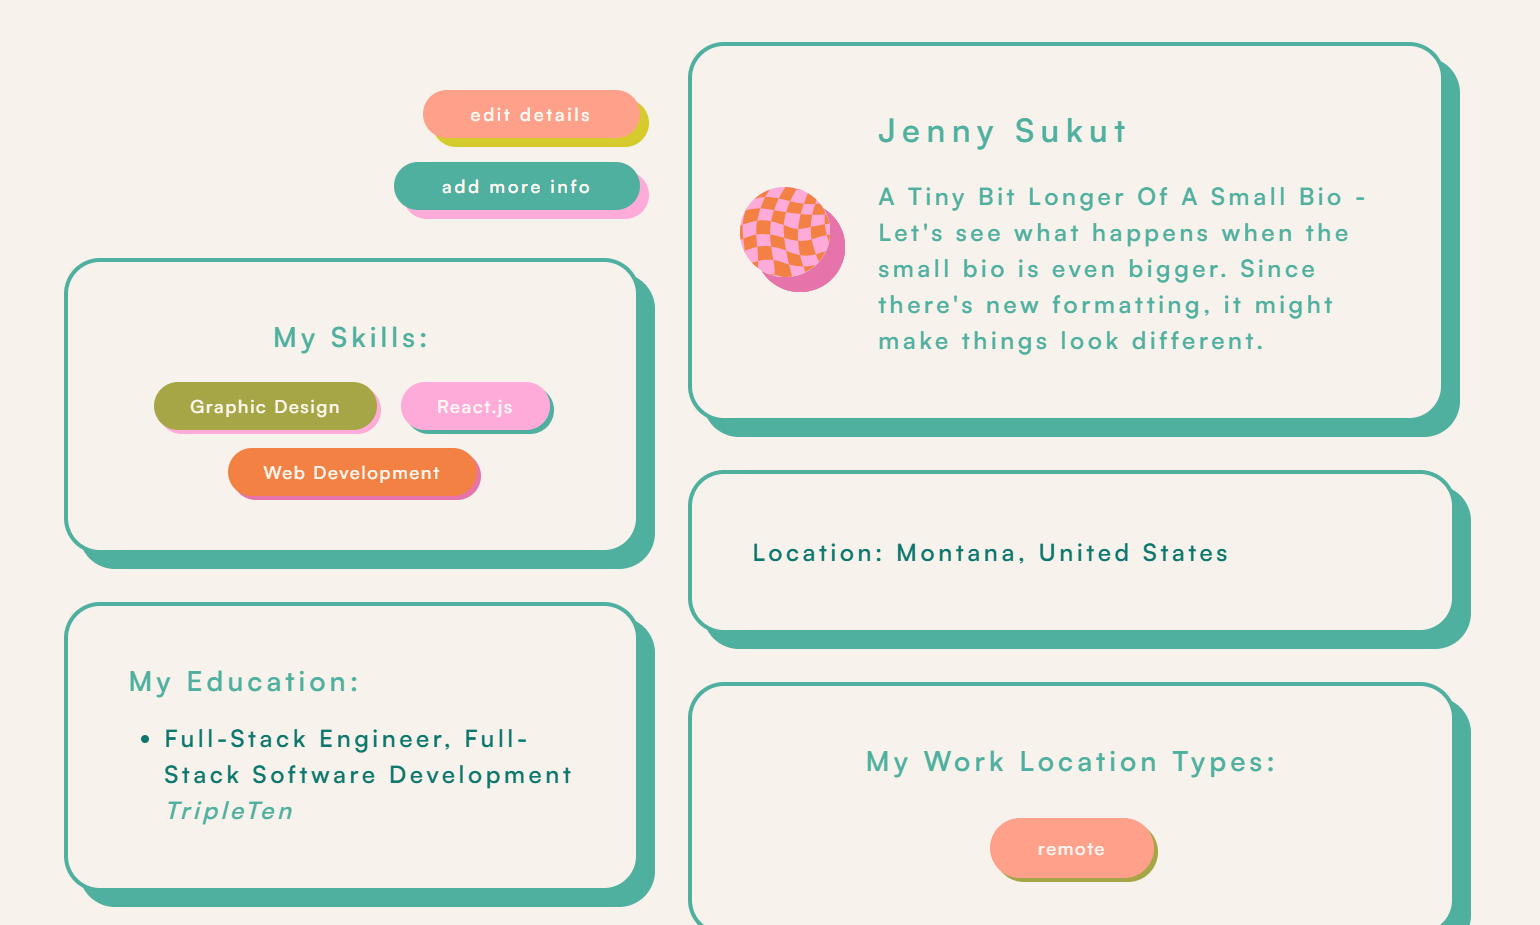 edit details
add more info
My Skills:
Graphic Design
React.js
Web Development
My Education:
Full-Stack Engineer, Full-
Stack Software Development
TripleTen
Jenny Sukut
A Tiny Bit Longer Of A Small Bio -
Let's see what happens when the
small bio is even bigger. Since
there's new formatting, it might
make things look different.
Location: Montana, United States
My Work Location Types:
remote